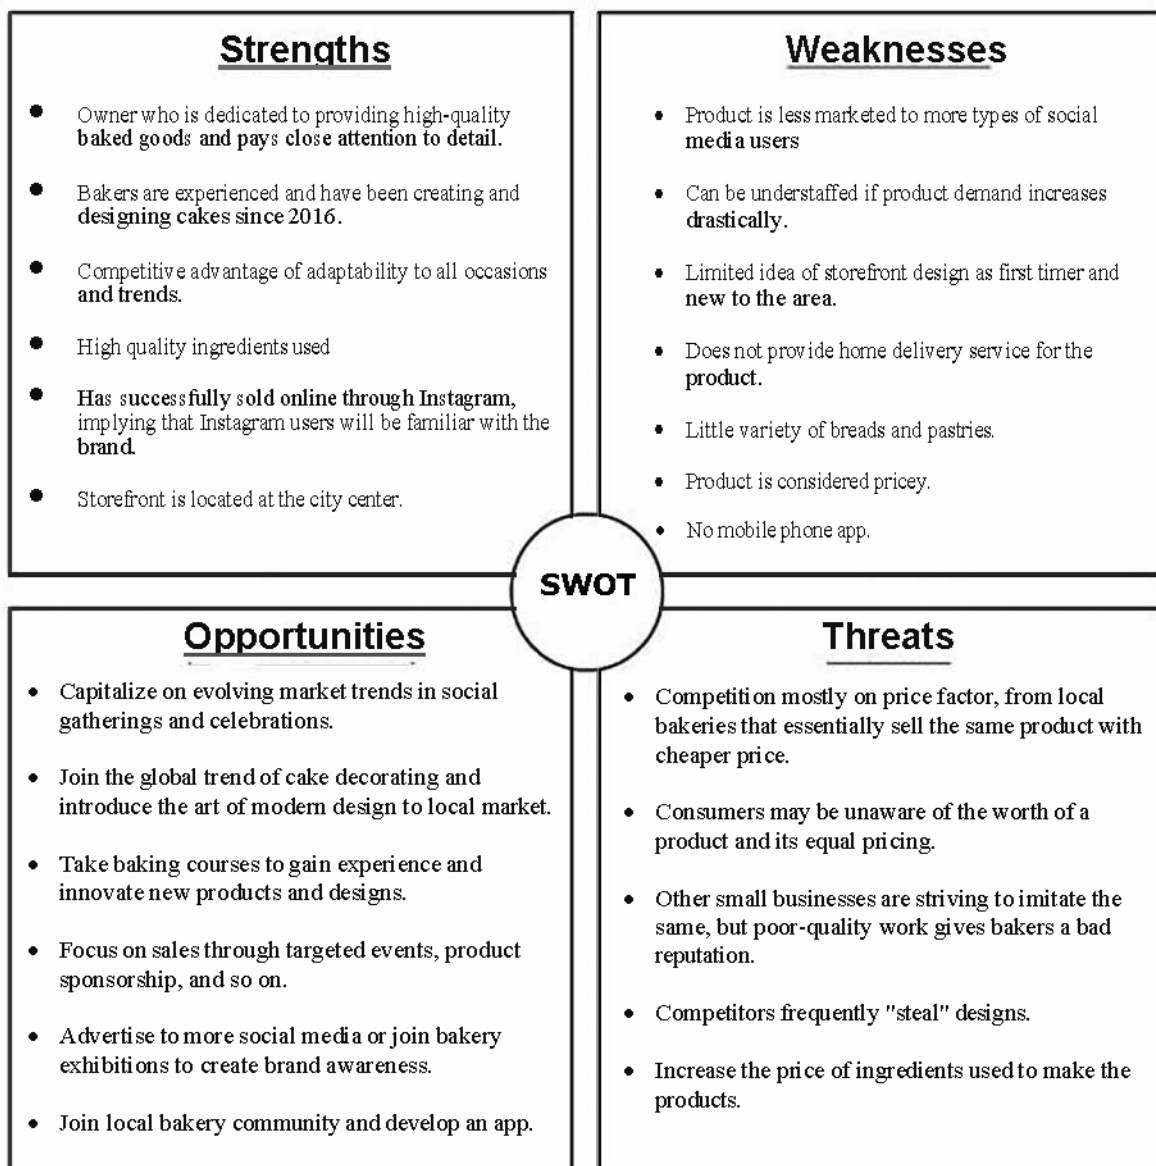 Strengths
Owner who is dedicated to providing high-quality
baked goods and pays close attention to detail.
Bakers are experienced and have been creating and
designing cakes since 2016.
Competitive advantage of adaptability to all occasions
and trends.
High quality ingredients used
Has successfully sold online through Instagram,
implying that Instagram users will be familiar with the
brand.
Storefront is located at the city center.
Weaknesses
Product is less marketed to more types of social
media users
Can be understaffed if product demand increases
drastically.
Limited idea of storefront design as first timer and
new to the area.
Does not provide home delivery service for the
product.
Little variety of breads and pastries.
Product is considered pricey.
No mobile phone app.
SWOT
Opportunities
Capitalize on evolving market trends in social
gatherings and celebrations.
Join the global trend of cake decorating and
introduce the art of modern design to local market.
Take baking courses to gain experience and
innovate new products and designs.
Focus on sales through targeted events, product
sponsorship, and so on.
Advertise to more social media or join bakery
exhibitions to create brand awareness.
Join local bakery community and develop an app.
Threats
Competition mostly on price factor, from local
bakeries that essentially sell the same product with
cheaper price.
Consumers may be unaware of the worth of a
product and its equal pricing.
Other small businesses are striving to imitate the
same, but poor-quality work gives bakers a bad
reputation.
Competitors frequently "steal" designs.
Increase the price of ingredients used to make the
products.